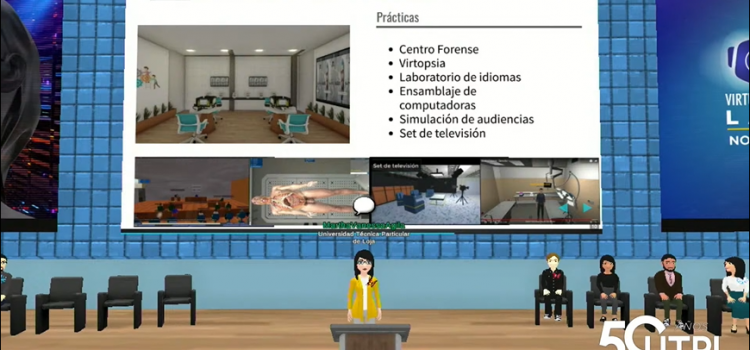 Prácticas
Centro Forense
Virtopsia
Laboratorio de idiomas
Ensamblaje de
computadoras
Simulación de audiencias
Set de televisión
Set de televisión
Universidad Técnica Particular
de Loja
VIRT
L
NO
50
AÑOS
UTPL